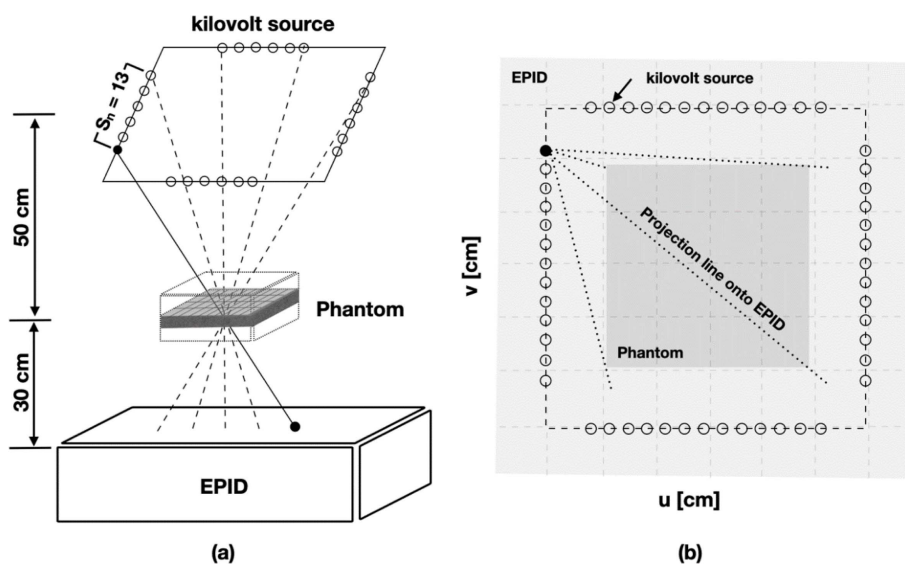 kilovolt source
Sₙ = 13
50 cm
Phantom
30 cm
EPID
(a)
EPID
kilovolt source
Projection line onto EPID
v [cm]
Phantom
u [cm]
(b)